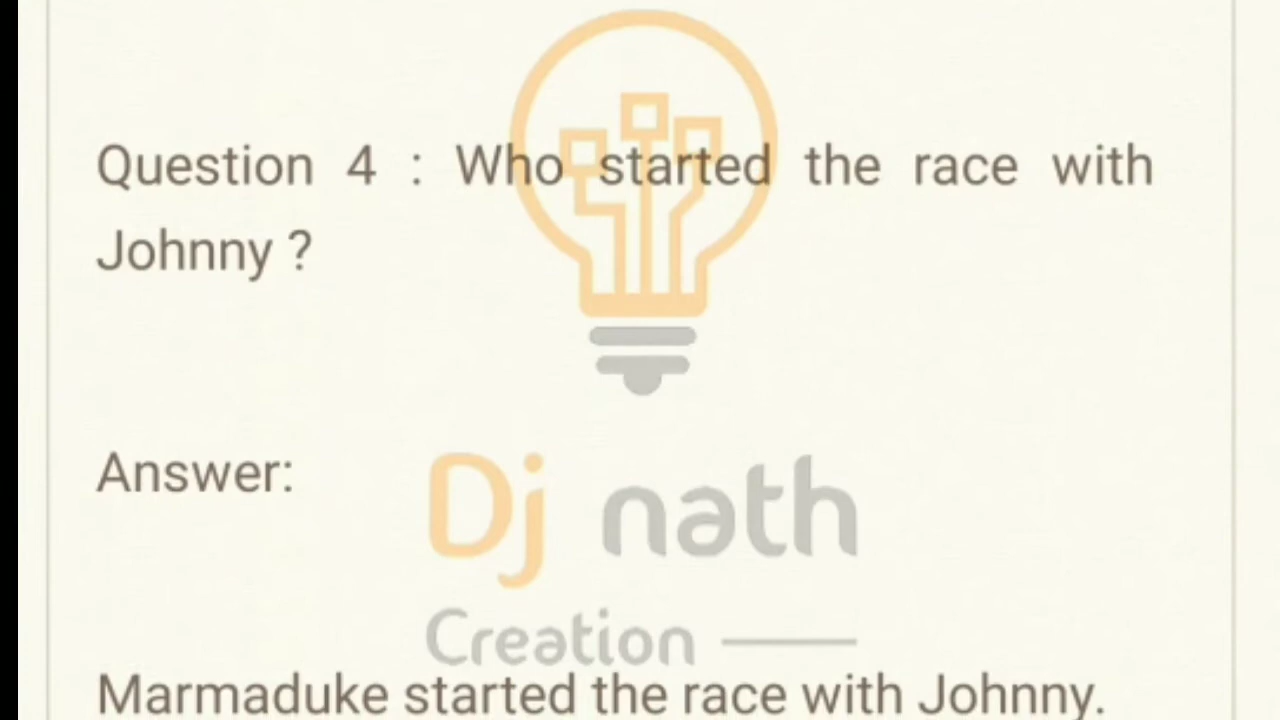 Question 4 : Who started the race with
Johnny ?
Answer:
Dj nath
Creation
Marmaduke started the race with Johnny.